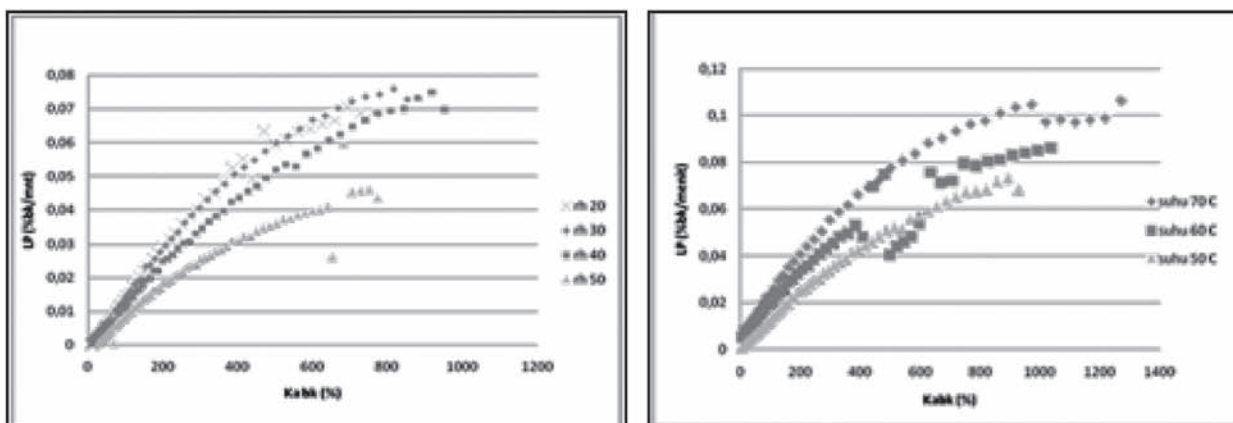 0,08
0,07
0,06
0,05
0,04
0,03
0,02
0,01
0
LP (%bk/mnt)
0 200 400 600 800 1000 1200
Kabk (%)
rh 20
rh 30
rh 40
rh 50
0,12
0,1
0,08
0,06
0,04
0,02
0
LP (%bk/menit)
0 200 400 600 800 1000 1200 1400
Kabk (%)
suhu 70 C
suhu 60 C
suhu 50 C